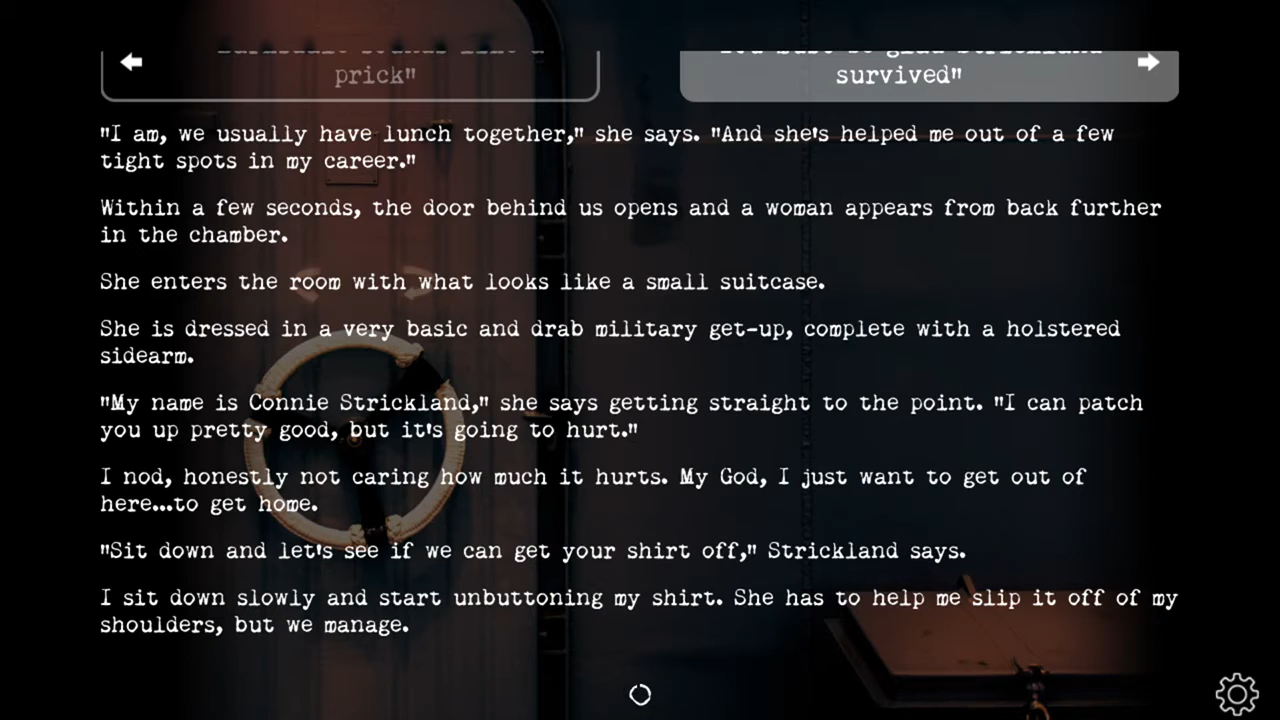 prick"
survived"
"I am, we usually have lunch together," she says. "And she's helped me out of a few
tight spots in my career."
Within a few seconds, the door behind us opens and a woman appears from back further
in the chamber.
She enters the room with what looks like a small suitcase.
She is dressed in a very basic and drab military get-up, complete with a holstered
sidearm.
"My name is Connie Strickland," she says getting straight to the point. "I can patch
you up pretty good, but it's going to hurt."
I nod, honestly not caring how much it hurts. My God, I just want to get out of
here...to get home.
"Sit down and let's see if we can get your shirt off," Strickland says.
I sit down slowly and start unbuttoning my shirt. She has to help me slip it off of my
shoulders, but we manage.